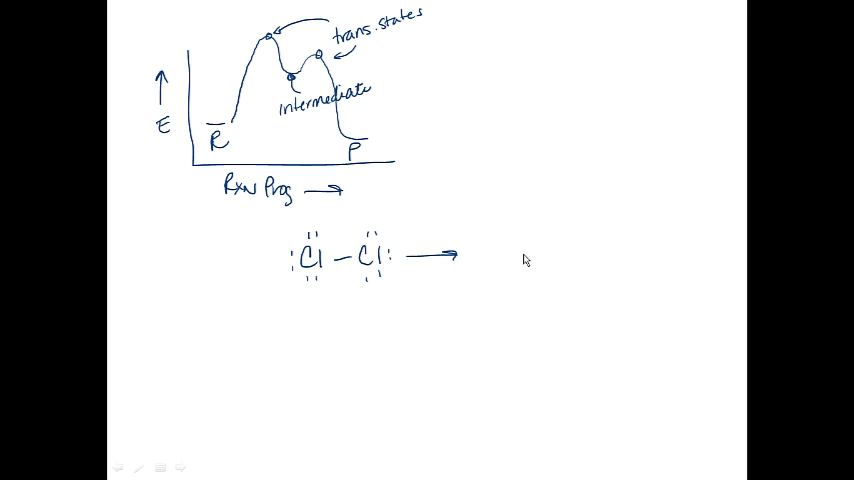 trans. states
intermediate
E
R
P
Rxn Prog →
:Cl — Cl: →